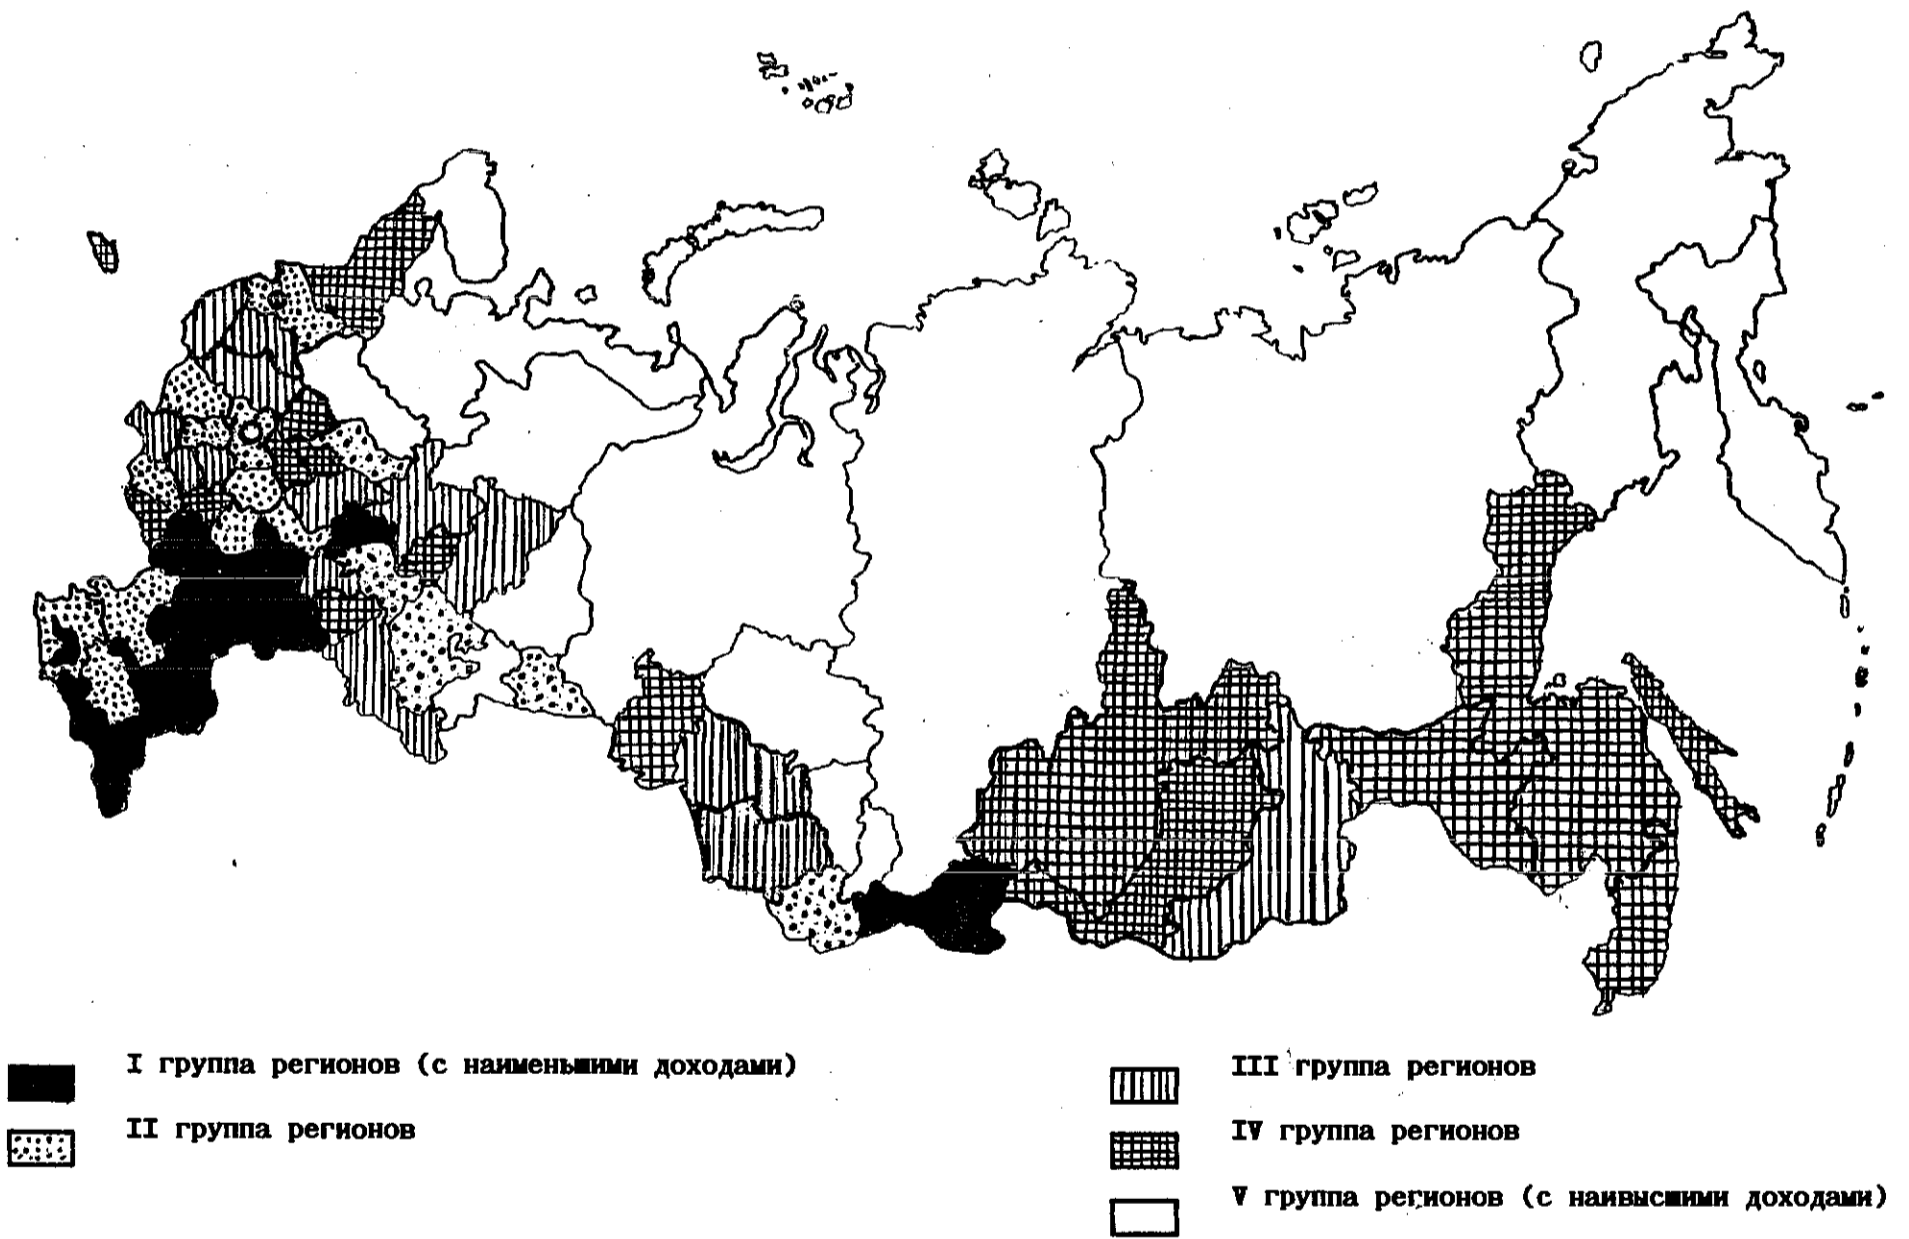 I группа регионов (с наименьшими доходами)
II группа регионов
III группа регионов
IV группа регионов
V группа регионов (с наивысшими доходами)